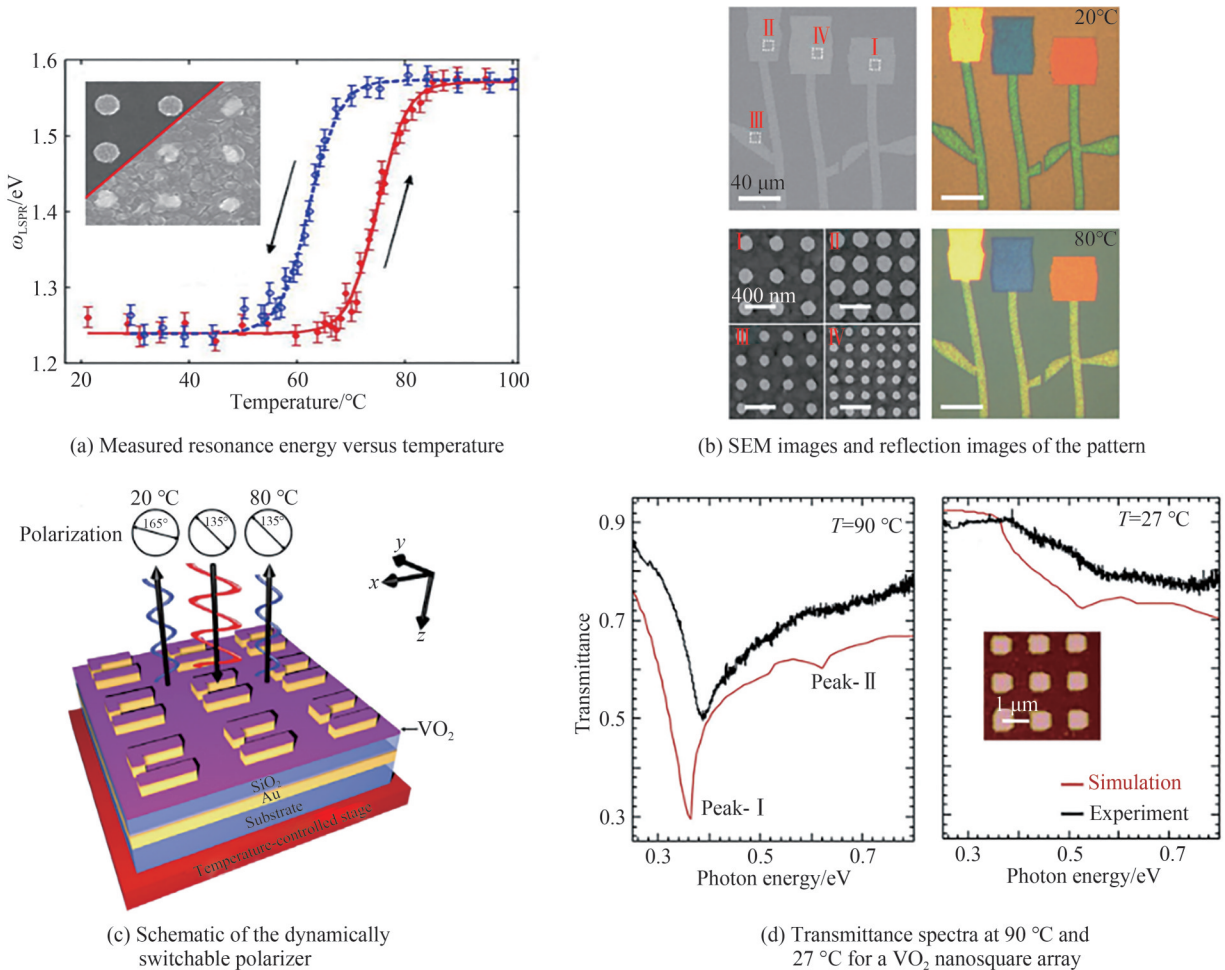 1.6
1.5
1.4
1.3
1.2
ω_LSPR/eV
20 40 60 80 100
Temperature/℃
(a) Measured resonance energy versus temperature
Ⅱ Ⅳ Ⅰ
Ⅲ
40 μm
20℃
Ⅰ Ⅱ
400 nm
Ⅲ Ⅳ
80℃
(b) SEM images and reflection images of the pattern
20 ℃ 80 ℃
Polarization 165° 135° 135°
y
x
z
VO₂
SiO₂
Au
Substrate
Temperature-controlled stage
(c) Schematic of the dynamically
switchable polarizer
0.9
0.7
0.5
0.3
Transmittance
T=90 ℃
Peak-Ⅱ
Peak-Ⅰ
0.3 0.5 0.7
Photon energy/eV
T=27 ℃
1 μm
Simulation
Experiment
0.3 0.5 0.7
Photon energy/eV
(d) Transmittance spectra at 90 ℃ and
27 ℃ for a VO₂ nanosquare array